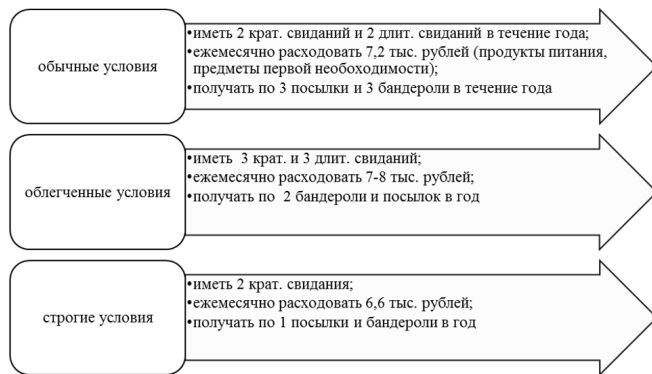 обычные условия
•иметь 2 крат. свиданий и 2 длит. свиданий в течение года;
•ежемесячно расходовать 7,2 тыс. рублей (продукты питания,
предметы первой необоходимости);
•получать по 3 посылки и 3 бандероли в течение года
облегченные условия
•иметь  3 крат. и 3 длит. свиданий;
•ежемесячно расходовать 7-8 тыс. рублей;
•получать по  2 бандероли и посылок в год
строгие условия
•иметь 2 крат. свидания;
•ежемесячно расходовать 6,6 тыс. рублей;
•получать по 1 посылки и бандероли в год